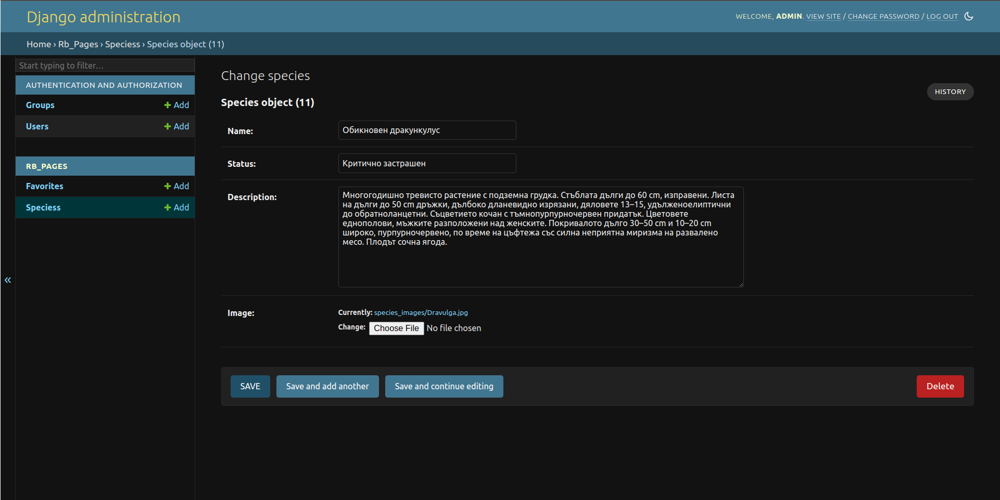 Django administration
WELCOME, ADMIN. VIEW SITE / CHANGE PASSWORD / LOG OUT
Home › Rb_Pages › Speciess › Species object (11)
Start typing to filter…
AUTHENTICATION AND AUTHORIZATION
Groups
Add
Users
Add
RB_PAGES
Favorites
Add
Speciess
Add
«
Change species
HISTORY
Species object (11)
Name:
Обикновен дракункулус
Status:
Критично застрашен
Description:
Многогодишно тревисто растение с подземна грудка. Стъблата дълги до 60 cm, изправени. Листа
на дълги до 50 cm дръжки, дълбоко дланевидно изрязани, дяловете 13–15, удълженоелиптични
до обратноланцетни. Съцветието кочан с тъмнопурпурночервен придатък. Цветовете
еднополови, мъжките разположени над женските. Покривалото дълго 30–50 cm и 10–20 cm
широко, пурпурночервено, по време на цъфтежа със силна неприятна миризма на развалено
месо. Плодът сочна ягода.
Image:
Currently: species_images/Dravulga.jpg
Change: Choose File No file chosen
SAVE
Save and add another
Save and continue editing
Delete